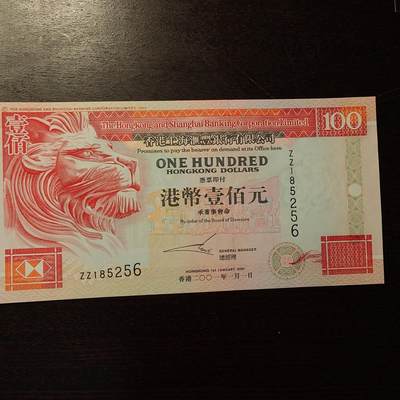 The Hongkong and Shanghai Banking Corporation Limited
100
壹佰
香港上海滙豐銀行有限公司
Promises to pay the bearer on demand at its Office here
ONE HUNDRED
HONGKONG DOLLARS
憑票即付
港幣壹佰元
承董事會命
By order of the Board of Directors
GENERAL MANAGER
總經理
ZZ185256
ZZ185256
HONGKONG 1ST JANUARY 2001
香港二〇〇一年一月一日